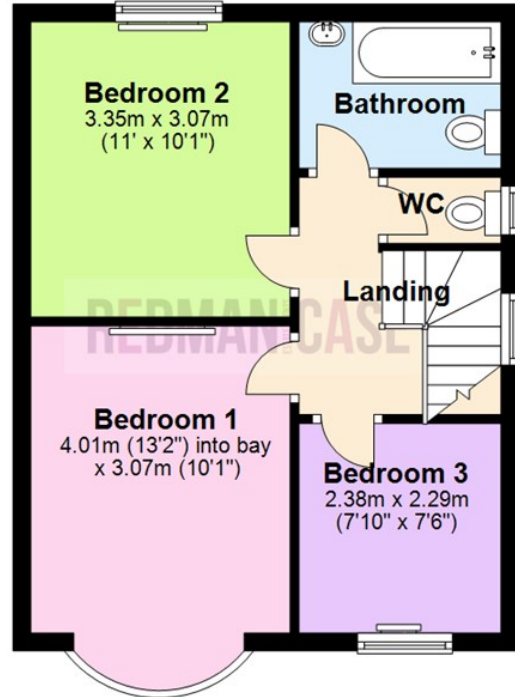 Bedroom 2
3.35m x 3.07m
(11' x 10'1")
Bathroom
WC
Landing
REDMAN CASE
Bedroom 1
4.01m (13'2") into bay
x 3.07m (10'1")
Bedroom 3
2.38m x 2.29m
(7'10" x 7'6")